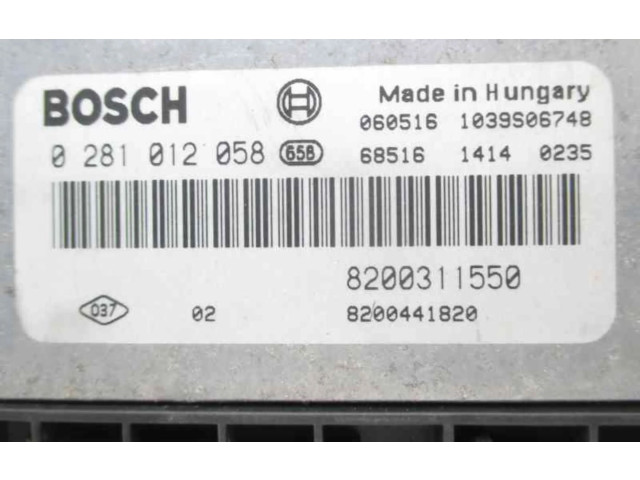 BOSCH
Made in Hungary
060516 1039S06748
0 281 012 058 658
68516 1414 0235
8200311550
037 02 8200441820